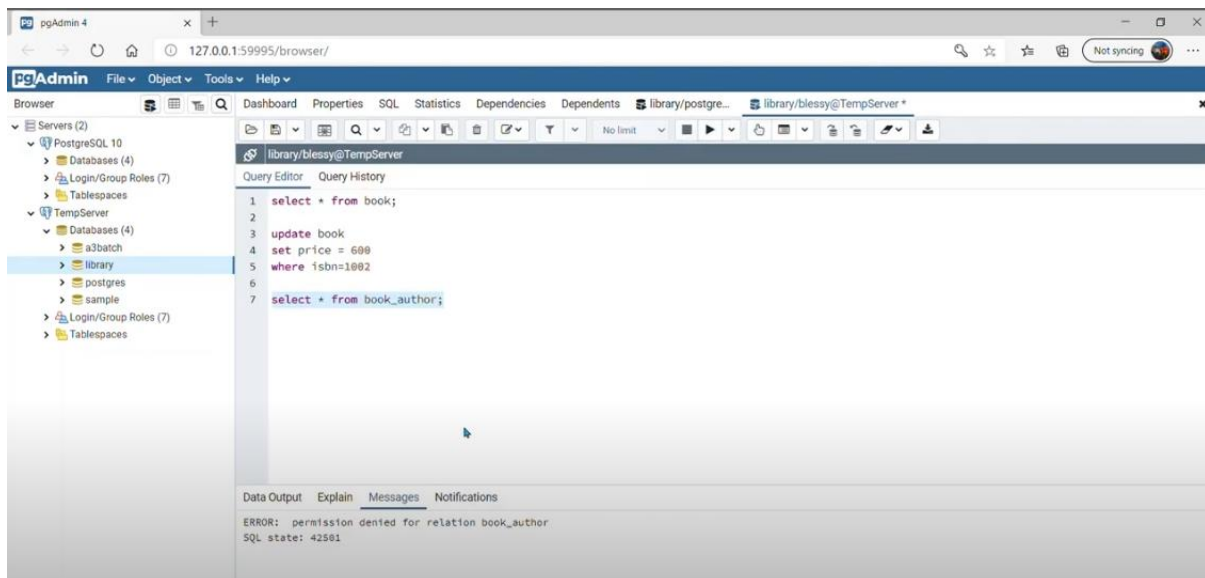 pgAdmin 4
127.0.0.1:59995/browser/
Not syncing
pgAdmin File Object Tools Help
Browser
Dashboard Properties SQL Statistics Dependencies Dependents library/postgre... library/blessy@TempServer *
Servers (2)
PostgreSQL 10
Databases (4)
Login/Group Roles (7)
Tablespaces
TempServer
Databases (4)
a3batch
library
postgres
sample
Login/Group Roles (7)
Tablespaces
No limit
library/blessy@TempServer
Query Editor Query History
1 select * from book;
2
3 update book
4 set price = 600
5 where isbn=1002
6
7 select * from book_author;
Data Output Explain Messages Notifications
ERROR: permission denied for relation book_author
SQL state: 42501